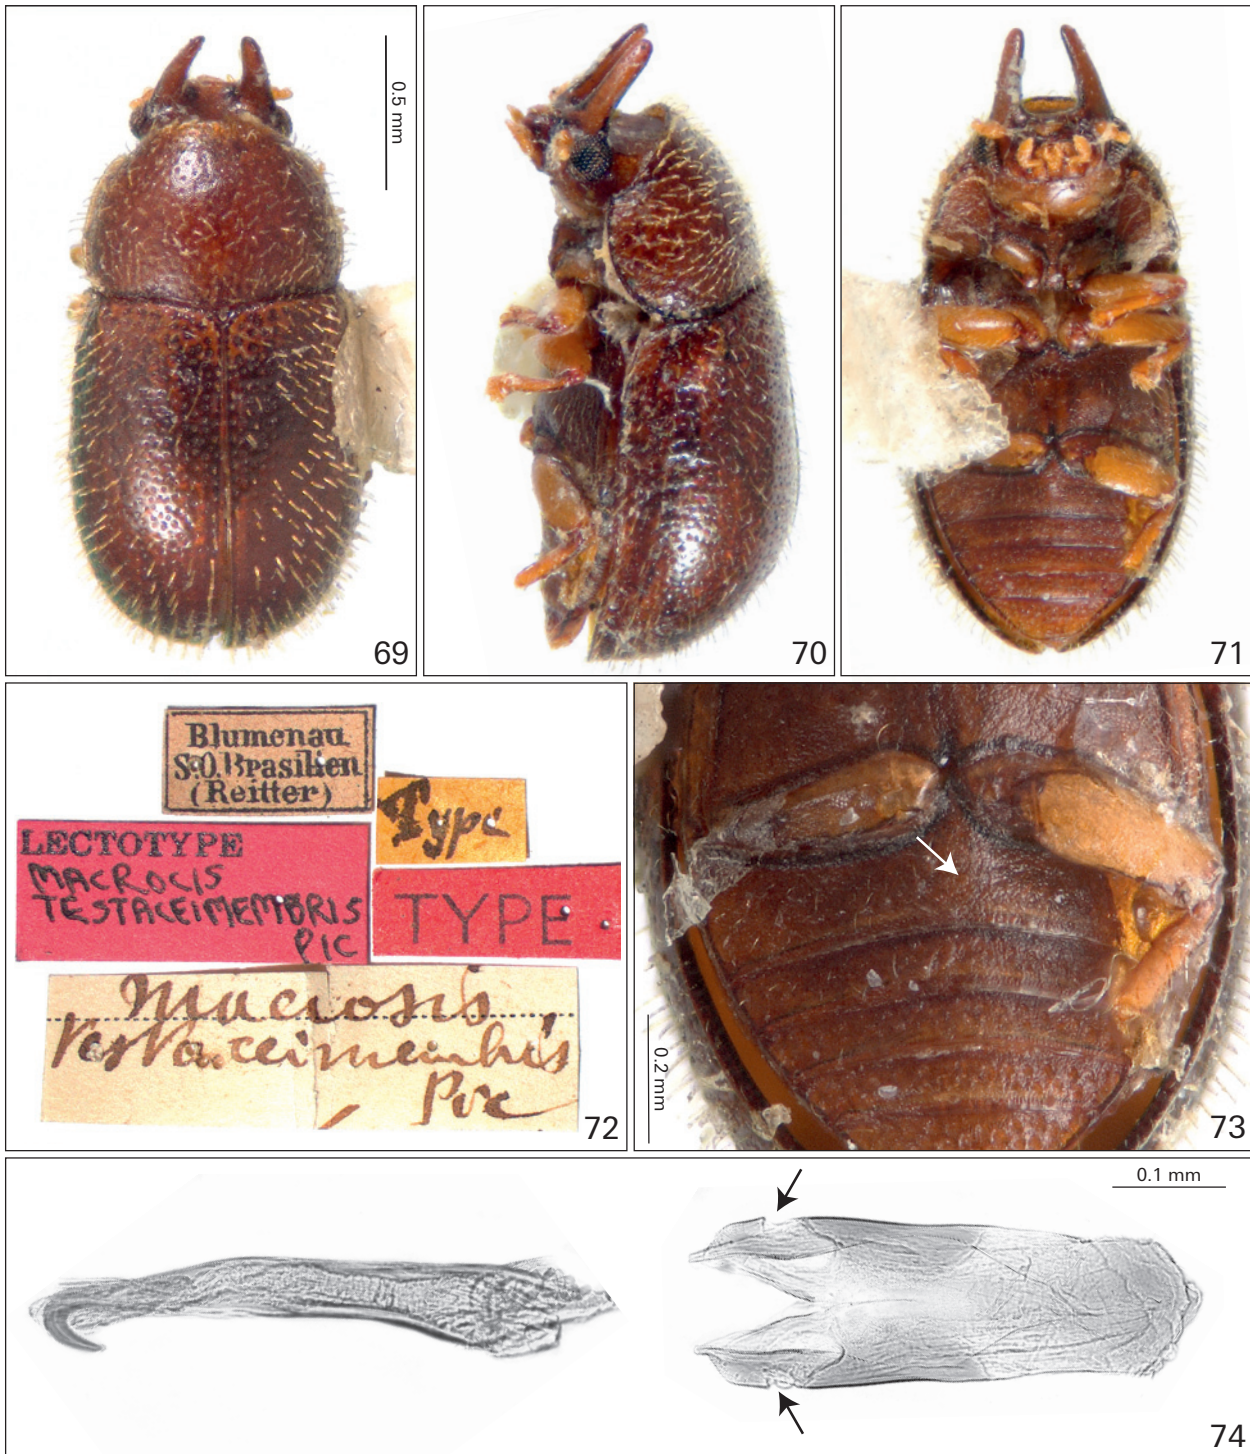 0.5 mm
69
70
71
Blumenau
S.O.Brasilien
(Reitter)
Type
LECTOTYPE
MACROCIS
TESTACEIMEMBRIS
PIC
TYPE
Macrosis
testaceimembris
Pic
72
0.2 mm
73
0.1 mm
74